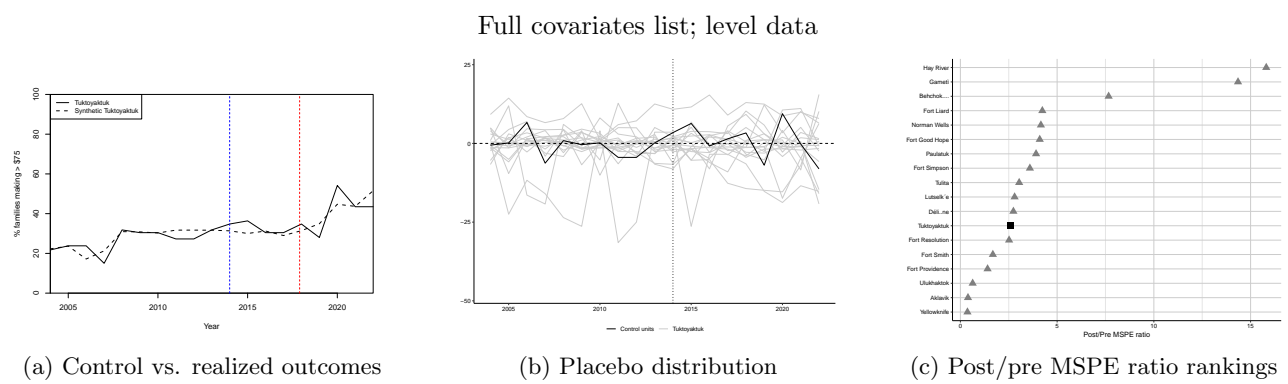 Full covariates list; level data
% families making > $75
100
80
60
40
20
0
Tuktoyaktuk
Synthetic Tuktoyaktuk
2005
2010
2015
2020
Year
(a) Control vs. realized outcomes
25
0
−25
−50
2005
2010
2015
2020
Control units
Tuktoyaktuk
(b) Placebo distribution
Hay River
Gameti
Behchok....
Fort Liard
Norman Wells
Fort Good Hope
Paulatuk
Fort Simpson
Tulita
Lutselk´e
Déli..ne
Tuktoyaktuk
Fort Resolution
Fort Smith
Fort Providence
Ulukhaktok
Aklavik
Yellowknife
0
5
10
15
Post/Pre MSPE ratio
(c) Post/pre MSPE ratio rankings